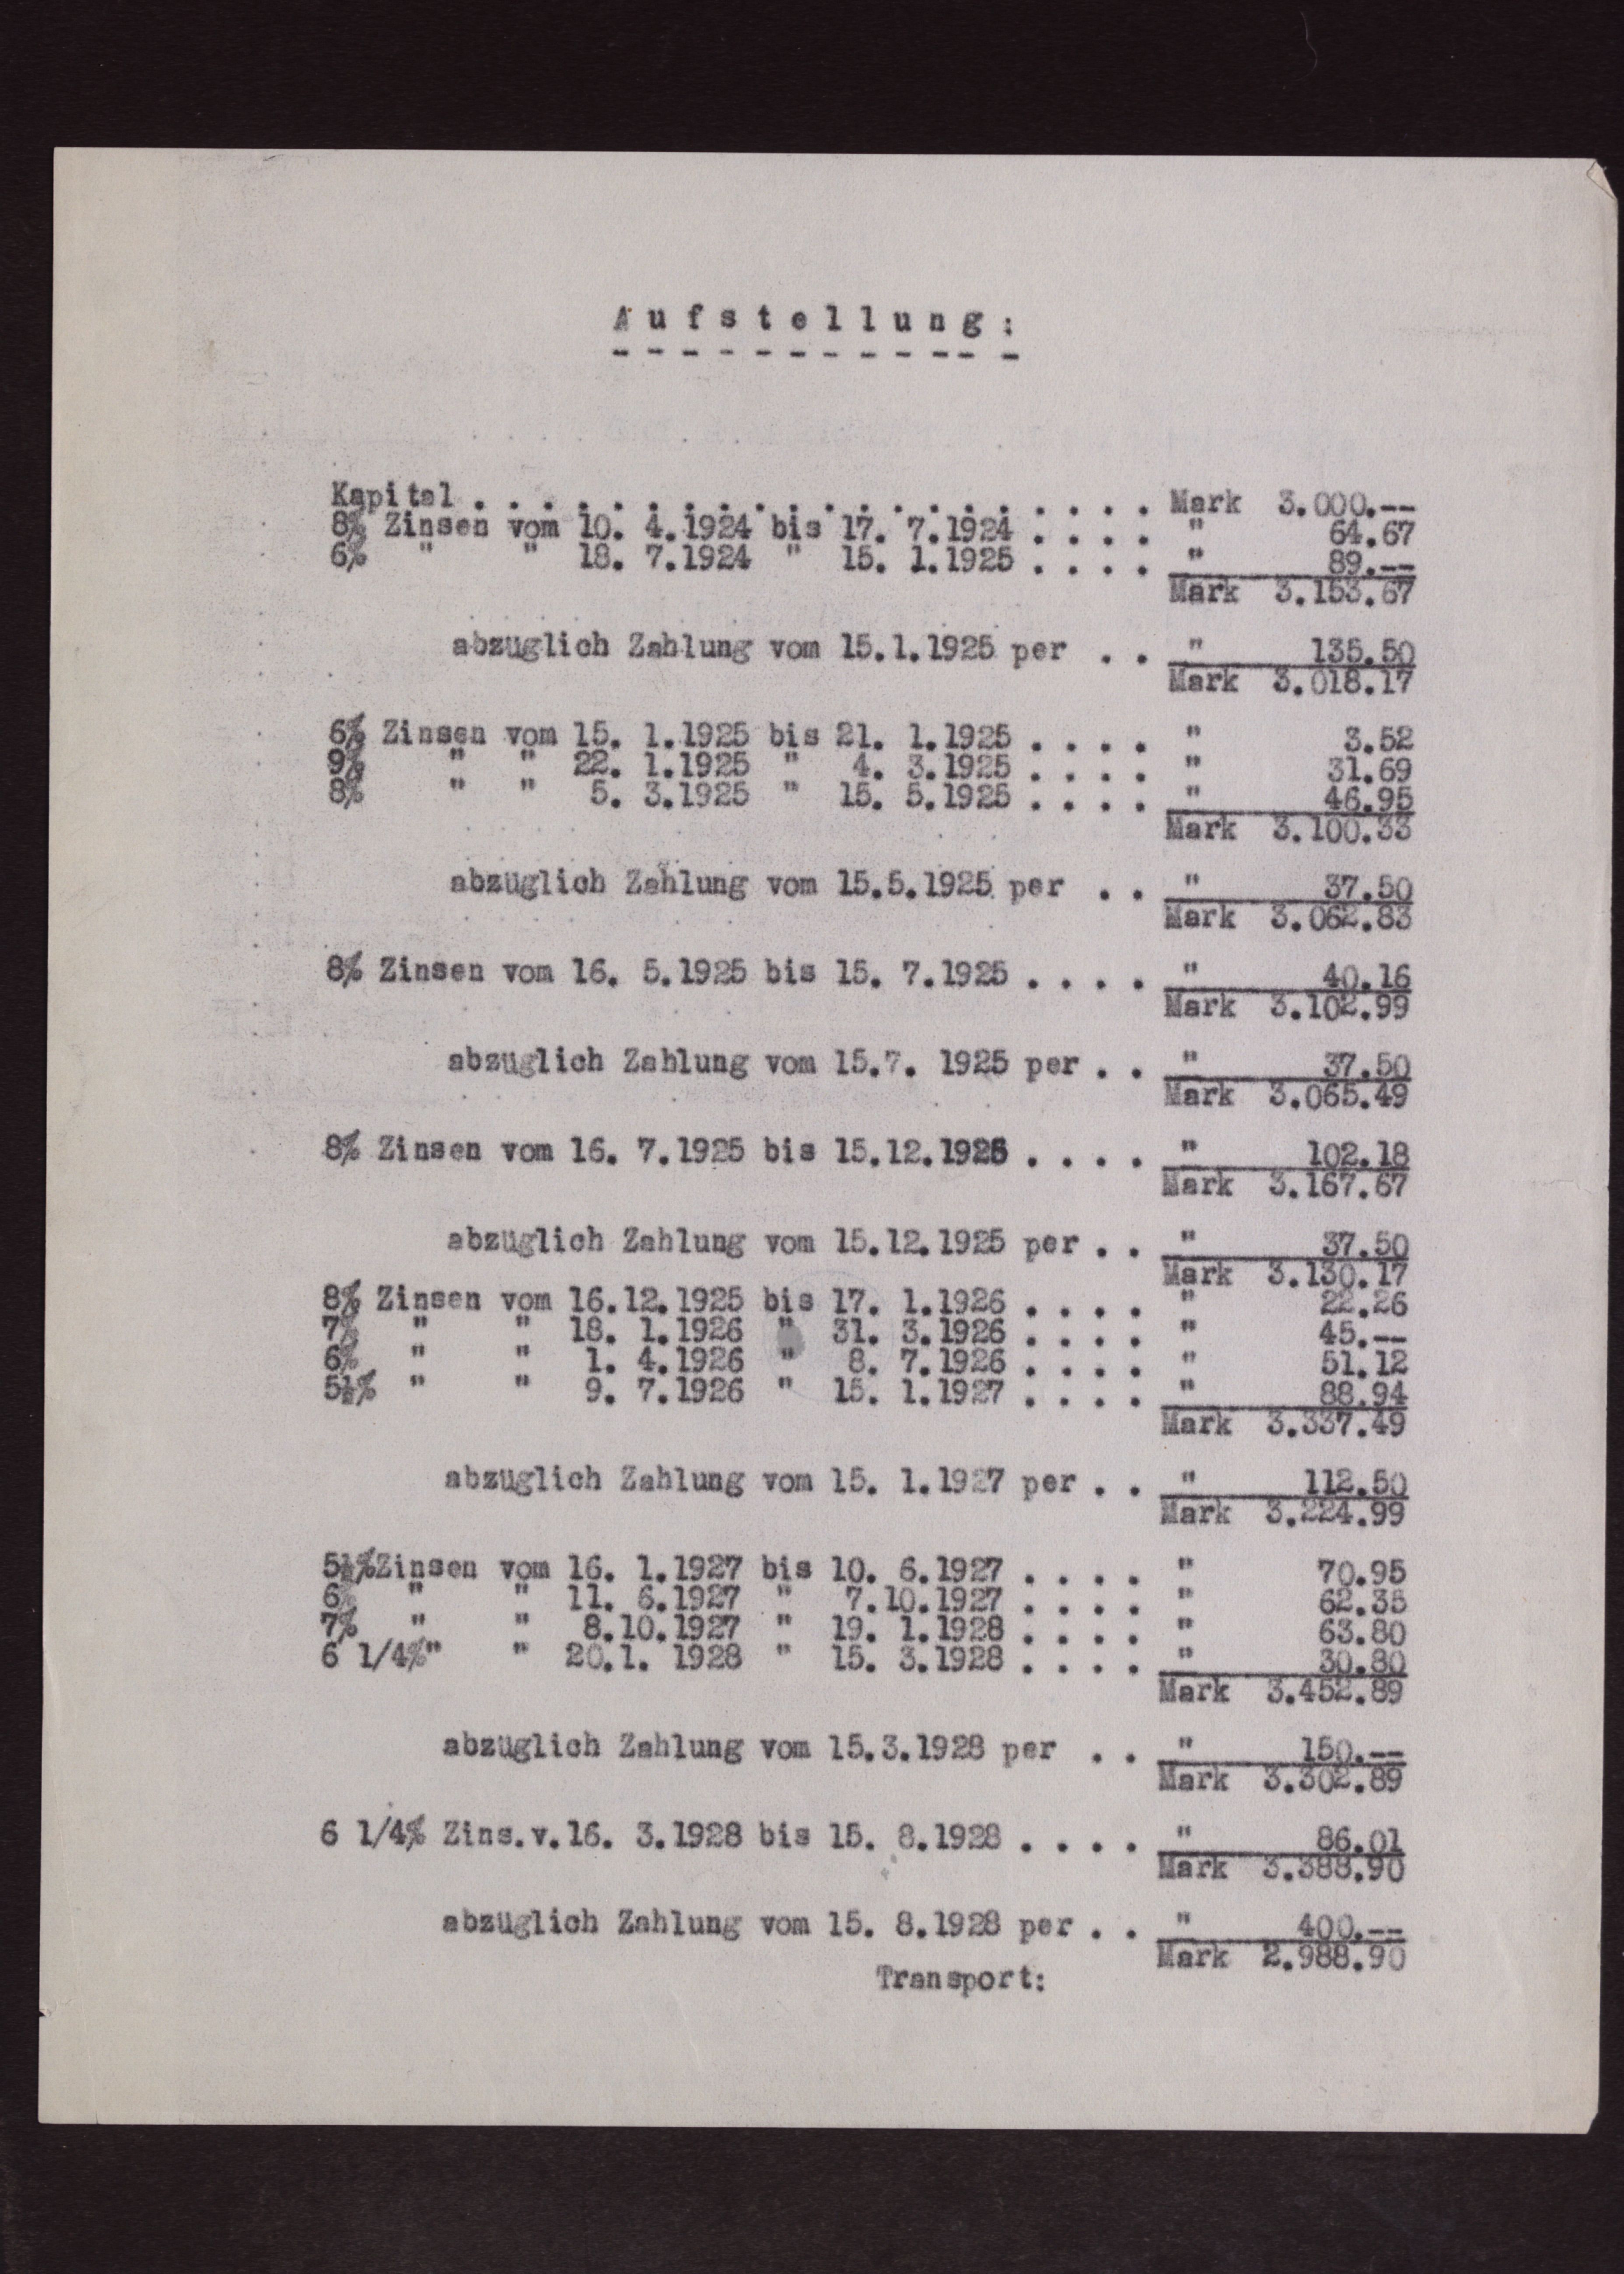 Aufstellung:
Kapital . . . . . . . . . . . . . . . . . . . . Mark 3.000.--
8% Zinsen vom 10. 4.1924 bis 17. 7.1924 . . . . " 64.67
6% " " 18. 7.1924 " 15. 1.1925 . . . . " 89.--
Mark 3.153.67
abzüglich Zahlung vom 15.1.1925 per . . " 135.50
Mark 3.018.17
6% Zinsen vom 15. 1.1925 bis 21. 1.1925 . . . . " 3.52
9% " " 22. 1.1925 " 4. 3.1925 . . . . " 31.69
8% " " 5. 3.1925 " 15. 5.1925 . . . . " 46.95
Mark 3.100.33
abzüglich Zahlung vom 15.5.1925 per . . " 37.50
Mark 3.062.83
8% Zinsen vom 16. 5.1925 bis 15. 7.1925 . . . . " 40.16
Mark 3.102.99
abzüglich Zahlung vom 15.7. 1925 per . . " 37.50
Mark 3.065.49
8% Zinsen vom 16. 7.1925 bis 15.12.1925 . . . . " 102.18
Mark 3.167.67
abzüglich Zahlung vom 15.12.1925 per . . " 37.50
Mark 3.130.17
8% Zinsen vom 16.12.1925 bis 17. 1.1926 . . . . " 22.26
7% " " 18. 1.1926 " 31. 3.1926 . . . . " 45.--
6% " " 1. 4.1926 " 8. 7.1926 . . . . " 51.12
5½% " " 9. 7.1926 " 15. 1.1927 . . . . " 88.94
Mark 3.337.49
abzüglich Zahlung vom 15. 1.1927 per . . " 112.50
Mark 3.224.99
5½%Zinsen vom 16. 1.1927 bis 10. 6.1927 . . . . " 70.95
6% " " 11. 6.1927 " 7.10.1927 . . . . " 62.35
7% " " 8.10.1927 " 19. 1.1928 . . . . " 63.80
6 1/4%" " 20.1. 1928 " 15. 3.1928 . . . . " 30.80
Mark 3.452.89
abzüglich Zahlung vom 15.3.1928 per . . " 150.--
Mark 3.302.89
6 1/4% Zins.v.16. 3.1928 bis 15. 8.1928 . . . . " 86.01
Mark 3.388.90
abzüglich Zahlung vom 15. 8.1928 per . . " 400.--
Mark 2.988.90
Transport: